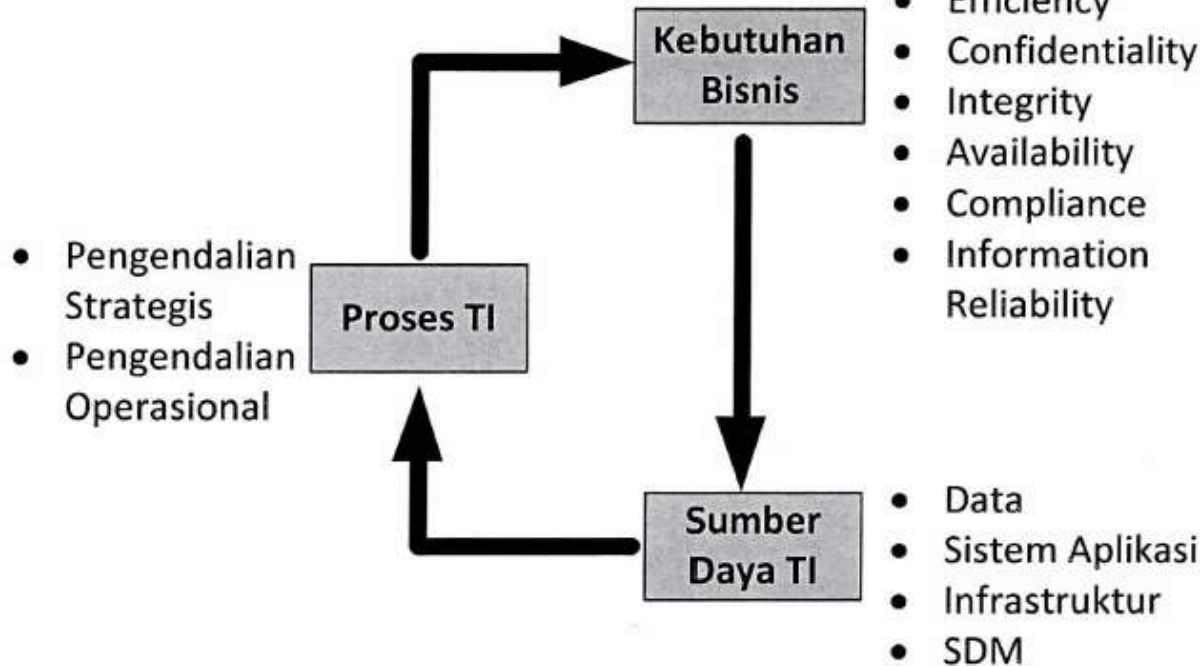 • Efficiency
Kebutuhan
Bisnis
• Confidentiality
• Integrity
• Availability
• Compliance
• Information
Reliability
• Pengendalian
Strategis
• Pengendalian
Operasional
Proses TI
Sumber
Daya TI
• Data
• Sistem Aplikasi
• Infrastruktur
• SDM